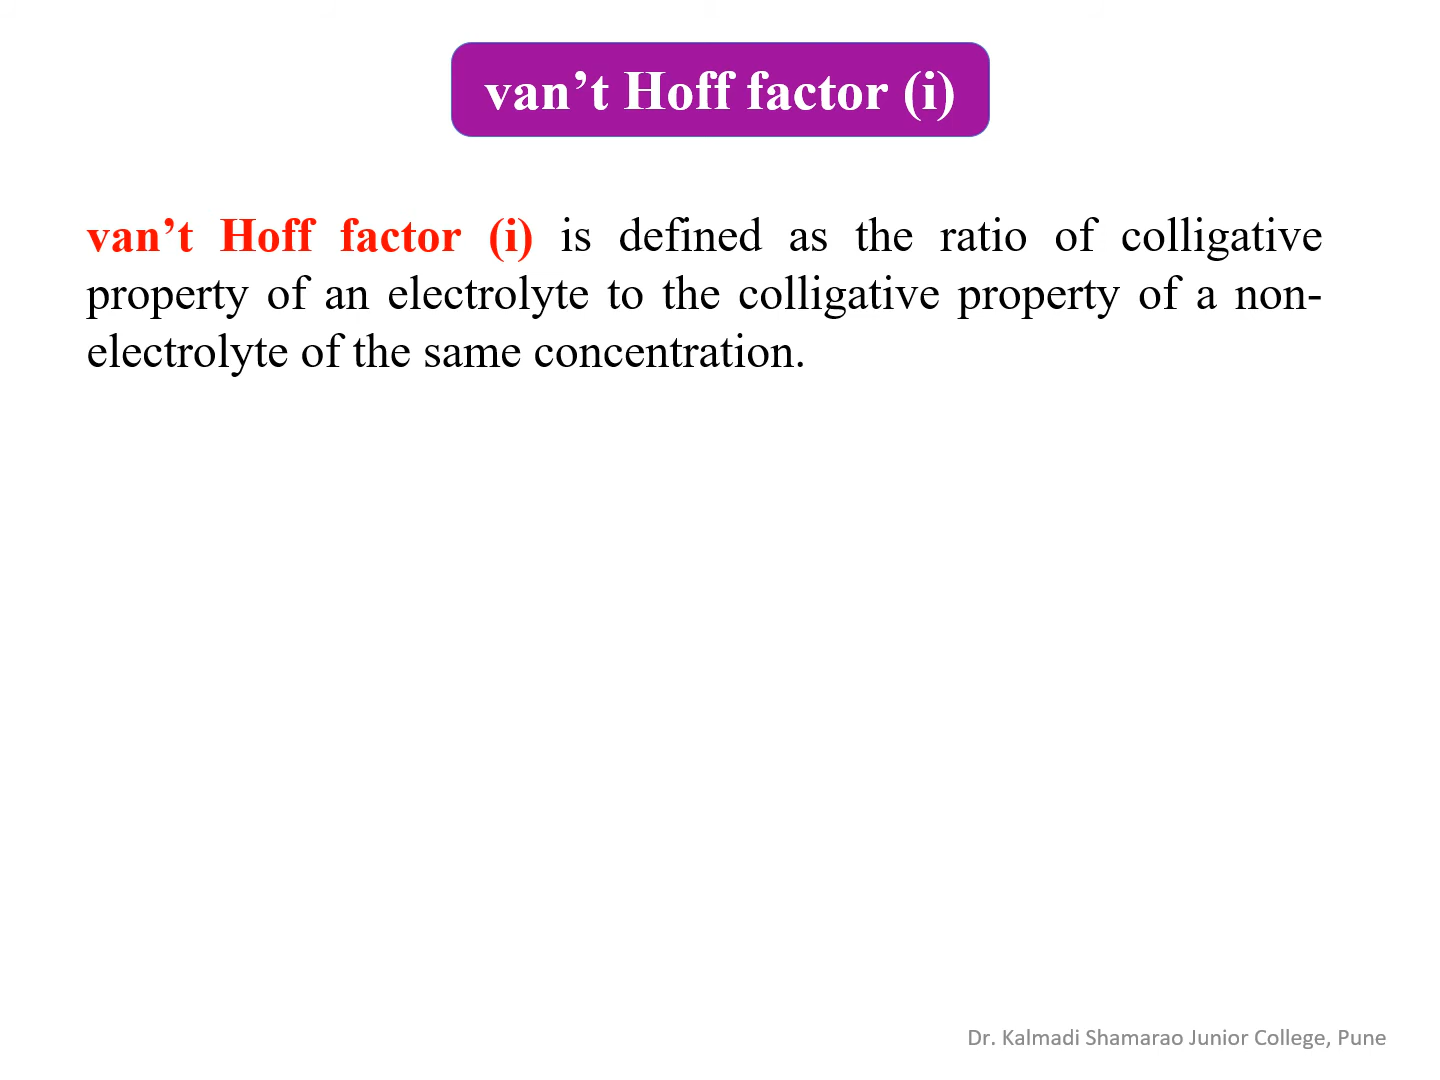 van’t Hoff factor (i)
van’t Hoff factor (i) is defined as the ratio of colligative
property of an electrolyte to the colligative property of a non-
electrolyte of the same concentration.
Dr. Kalmadi Shamarao Junior College, Pune